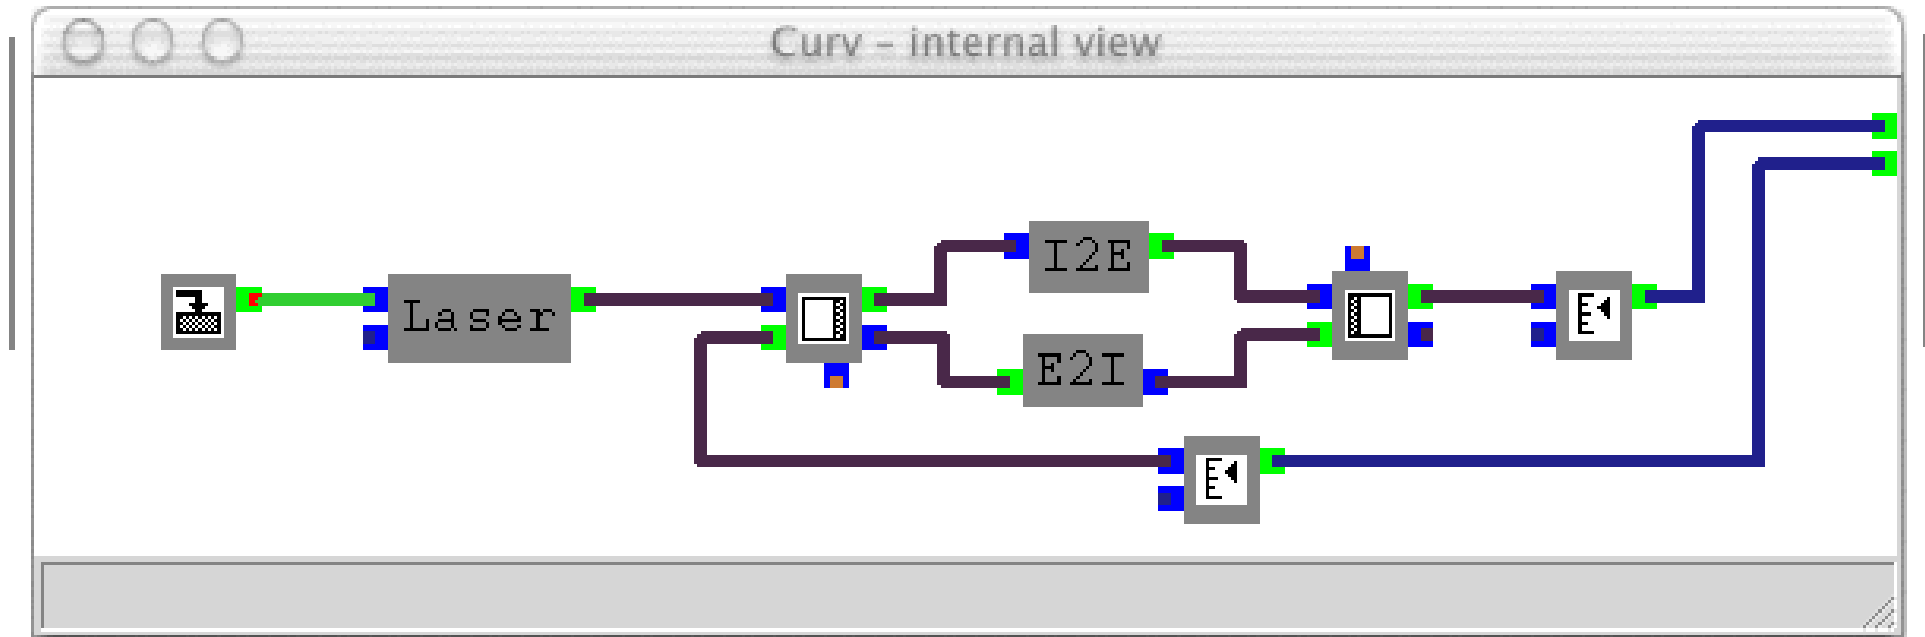 Curv – internal view
I2E
Laser
E2I